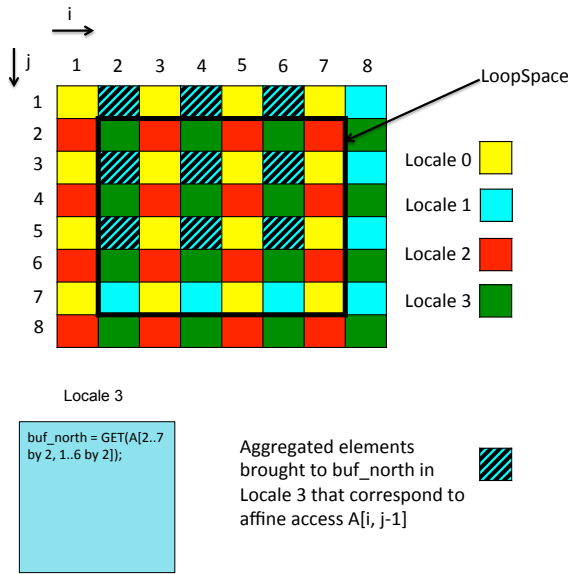 i
j
1 2 3 4 5 6 7 8
LoopSpace
1
2
3
4
5
6
7
8
Locale 0
Locale 1
Locale 2
Locale 3
Locale 3
buf_north = GET(A[2..7
by 2, 1..6 by 2]);
Aggregated elements
brought to buf_north in
Locale 3 that correspond to
affine access A[i, j-1]